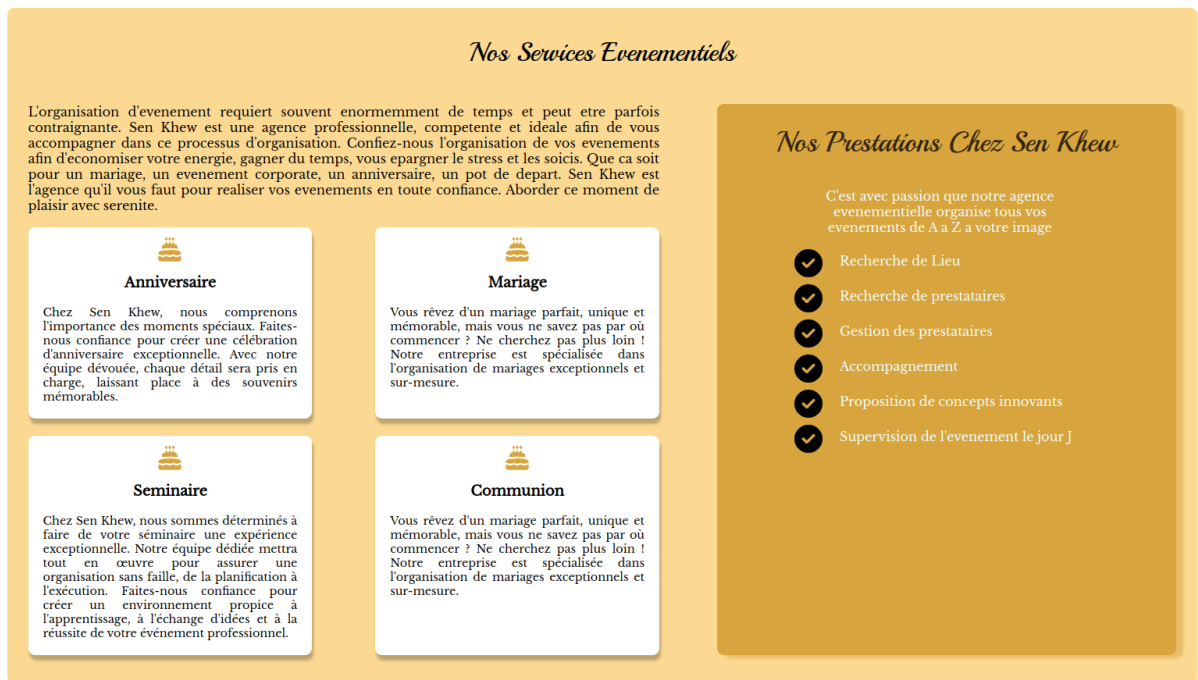 Nos Services Evenementiels
L'organisation d'evenement requiert souvent enormemment de temps et peut etre parfois
contraignante. Sen Khew est une agence professionnelle, competente et ideale afin de vous
accompagner dans ce processus d'organisation. Confiez-nous l'organisation de vos evenements
afin d'economiser votre energie, gagner du temps, vous epargner le stress et les soicis. Que ca soit
pour un mariage, un evenement corporate, un anniversaire, un pot de depart. Sen Khew est
l'agence qu'il vous faut pour realiser vos evenements en toute confiance. Aborder ce moment de
plaisir avec serenite.
Anniversaire
Chez Sen Khew, nous comprenons
l'importance des moments spéciaux. Faites-
nous confiance pour créer une célébration
d'anniversaire exceptionnelle. Avec notre
équipe dévouée, chaque détail sera pris en
charge, laissant place à des souvenirs
mémorables.
Mariage
Vous rêvez d'un mariage parfait, unique et
mémorable, mais vous ne savez pas par où
commencer ? Ne cherchez pas plus loin !
Notre entreprise est spécialisée dans
l'organisation de mariages exceptionnels et
sur-mesure.
Seminaire
Chez Sen Khew, nous sommes déterminés à
faire de votre séminaire une expérience
exceptionnelle. Notre équipe dédiée mettra
tout en œuvre pour assurer une
organisation sans faille, de la planification à
l'exécution. Faites-nous confiance pour
créer un environnement propice à
l'apprentissage, à l'échange d'idées et à la
réussite de votre événement professionnel.
Communion
Vous rêvez d'un mariage parfait, unique et
mémorable, mais vous ne savez pas par où
commencer ? Ne cherchez pas plus loin !
Notre entreprise est spécialisée dans
l'organisation de mariages exceptionnels et
sur-mesure.
Nos Prestations Chez Sen Khew
C'est avec passion que notre agence
evenementielle organise tous vos
evenements de A a Z a votre image
Recherche de Lieu
Recherche de prestataires
Gestion des prestataires
Accompagnement
Proposition de concepts innovants
Supervision de l'evenement le jour J